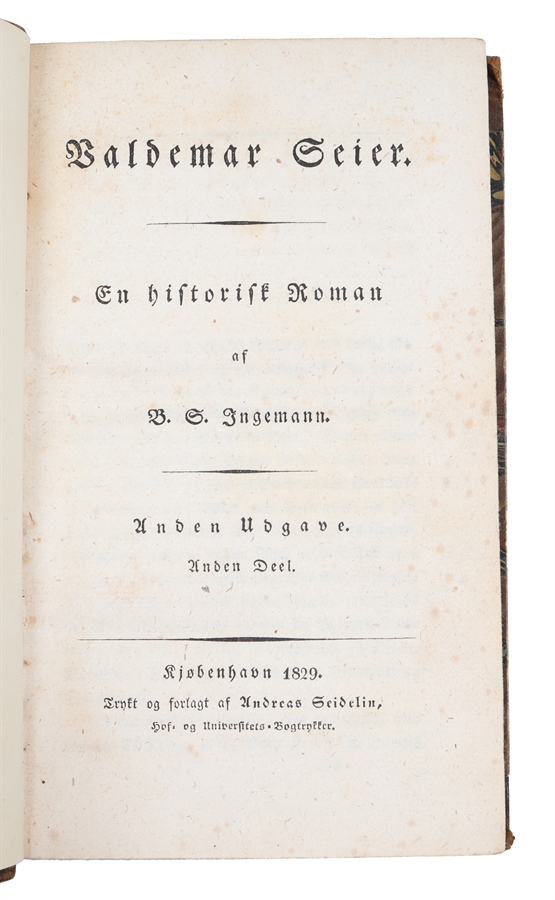 Valdemar Seier.
En historisk Roman
af
B. S. Ingemann.
Anden Udgave.
Anden Deel.
Kjøbenhavn 1829.
Trykt og forlagt af Andreas Seidelin,
Hof- og Universitets-Bogtrykker.